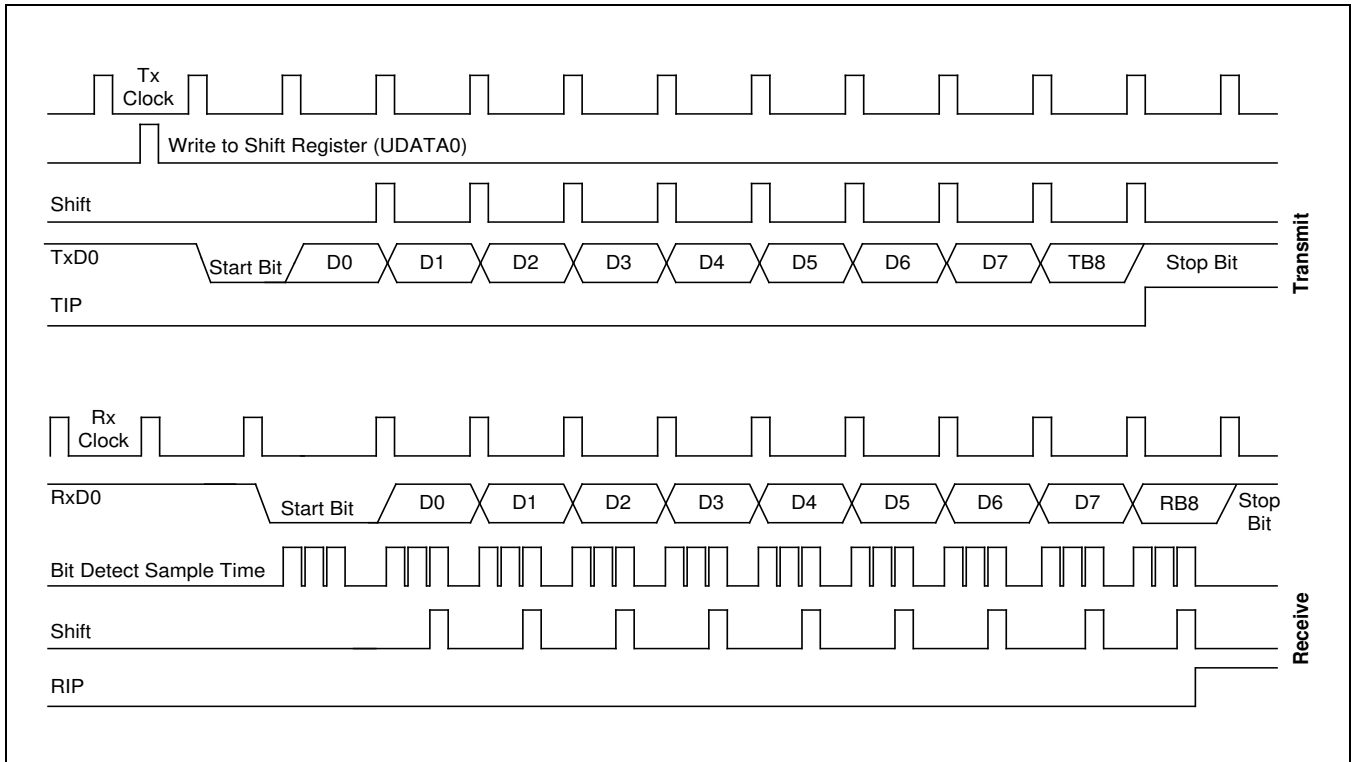 Tx
Clock
Write to Shift Register (UDATA0)
Shift
TxD0
Start Bit D0 D1 D2 D3 D4 D5 D6 D7 TB8 Stop Bit
TIP
Transmit
Rx
Clock
RxD0
Start Bit D0 D1 D2 D3 D4 D5 D6 D7 RB8 Stop
Bit
Bit Detect Sample Time
Shift
RIP
Receive